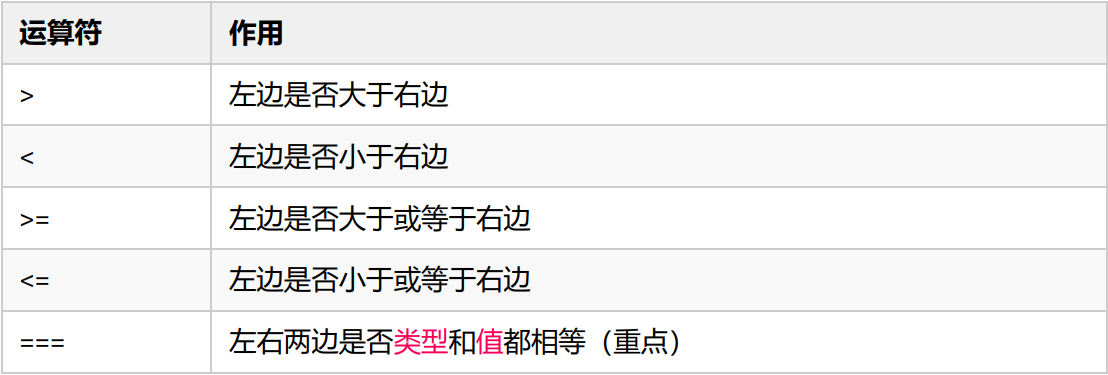 运算符 作用
> 左边是否大于右边
< 左边是否小于右边
>= 左边是否大于或等于右边
<= 左边是否小于或等于右边
=== 左右两边是否类型和值都相等（重点）